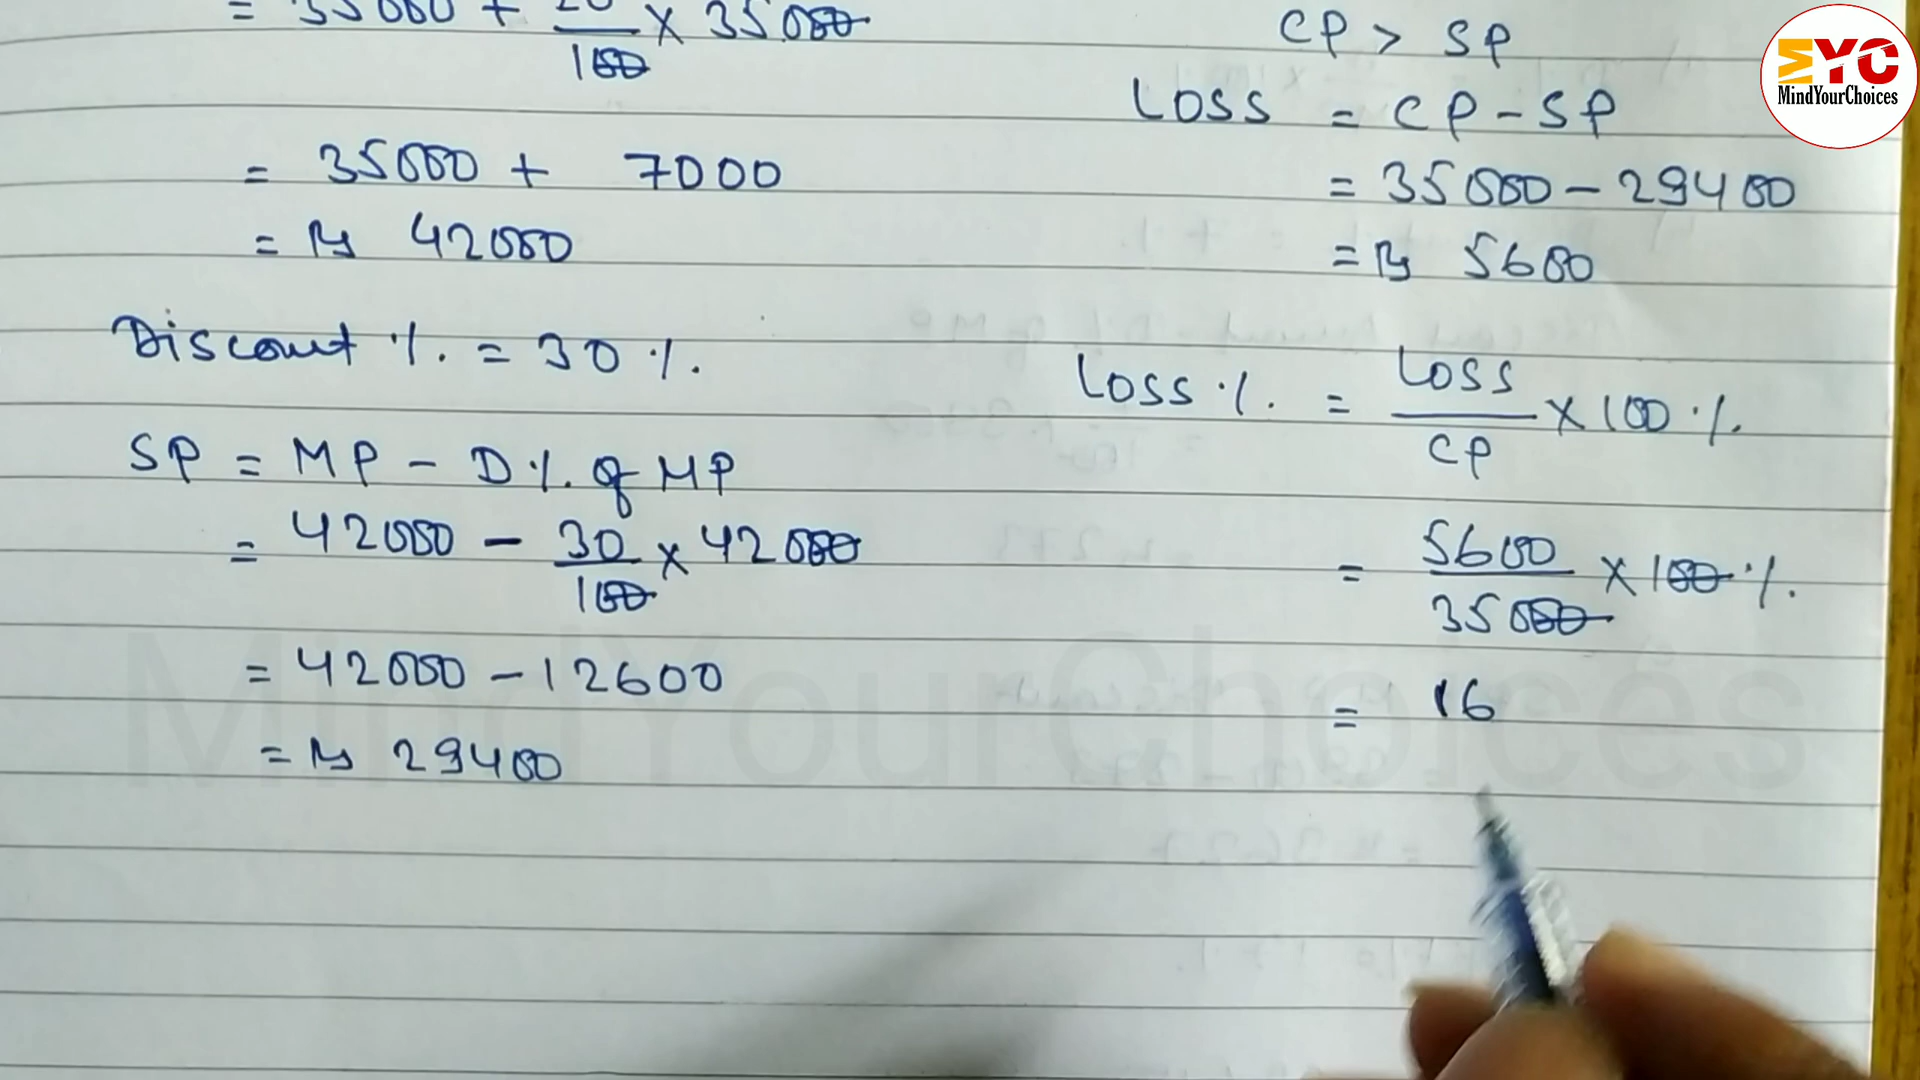 = 35000 + 20/100 × 35000
= 35000 + 7000
= Rs 42000
Discount %. = 30 %.
SP = MP - D%. of MP
= 42000 - 30/100 × 42000
= 42000 - 12600
= Rs 29400
CP > SP
Loss = CP - SP
= 35000 - 29400
= Rs 5600
Loss %. = Loss/CP × 100 %.
= 5600/35000 × 100 %.
= 16
MYC
MindYourChoices
MindYourChoices